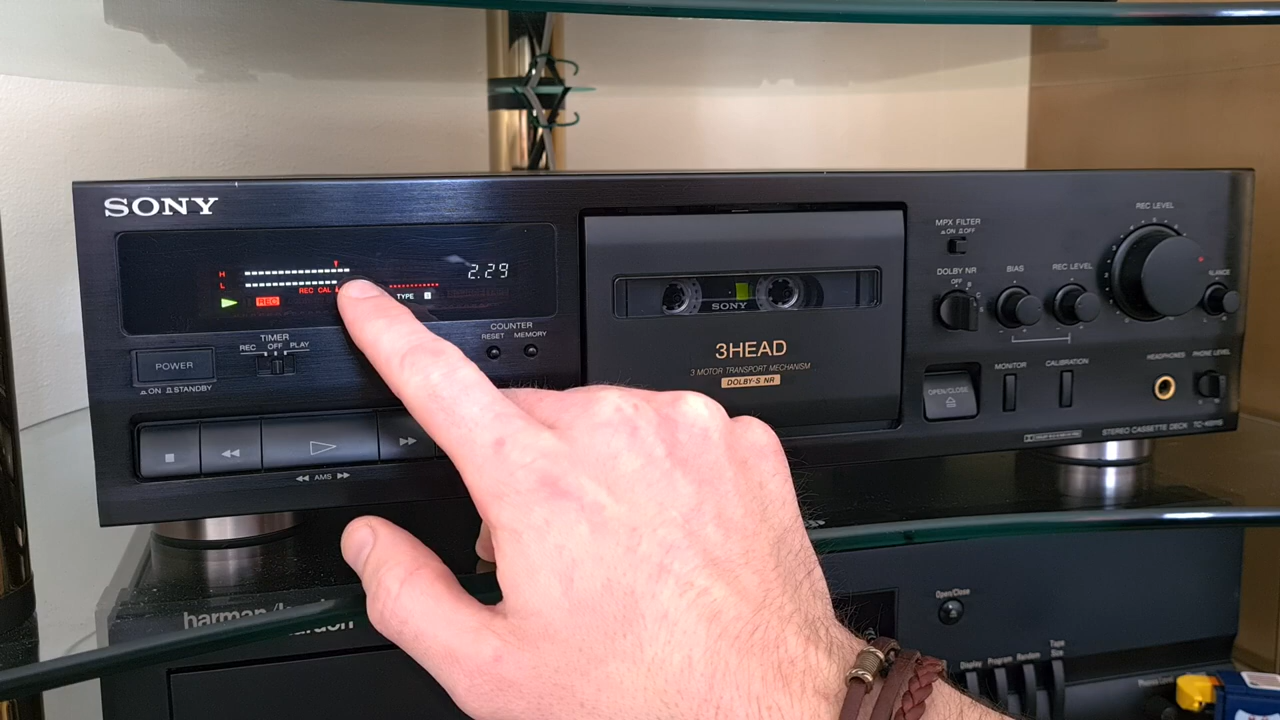 SONY
H
L
REC CAL
REC
TYPE I
2.29
TIMER
REC OFF PLAY
COUNTER
RESET MEMORY
POWER
ON STANDBY
AMS
SONY
3HEAD
3 MOTOR TRANSPORT MECHANISM
DOLBY-S NR
MPX FILTER
ON OFF
DOLBY NR
OFF B
BIAS
REC LEVEL
REC LEVEL
OPEN/CLOSE
MONITOR
CALIBRATION
HEADPHONES
PHONE LEVEL
STEREO CASSETTE DECK
harman/kardon
Open/Close
Display Program Random Tape Size